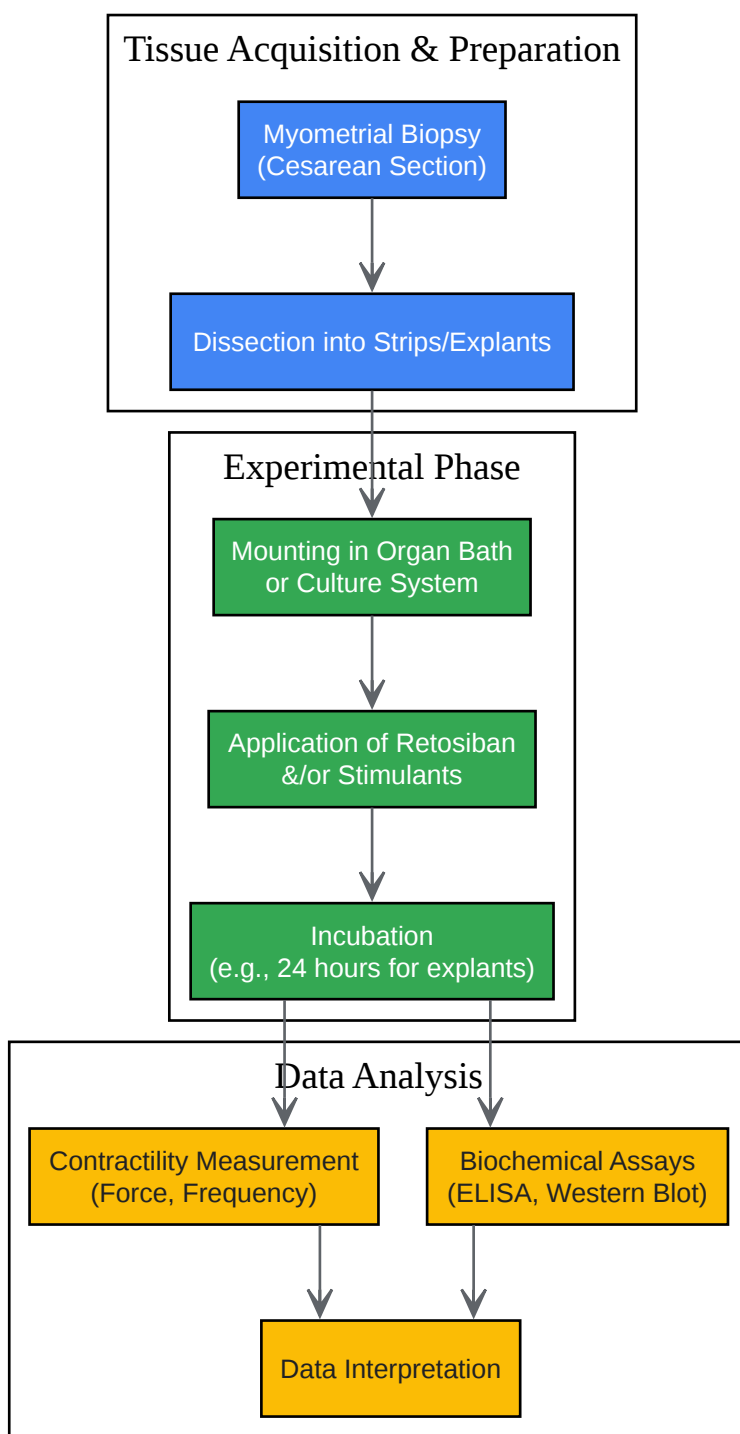 Tissue Acquisition & Preparation
Myometrial Biopsy
(Cesarean Section)
Dissection into Strips/Explants
Experimental Phase
Mounting in Organ Bath
or Culture System
Application of Retosiban
&/or Stimulants
Incubation
(e.g., 24 hours for explants)
Data Analysis
Contractility Measurement
(Force, Frequency)
Biochemical Assays
(ELISA, Western Blot)
Data Interpretation